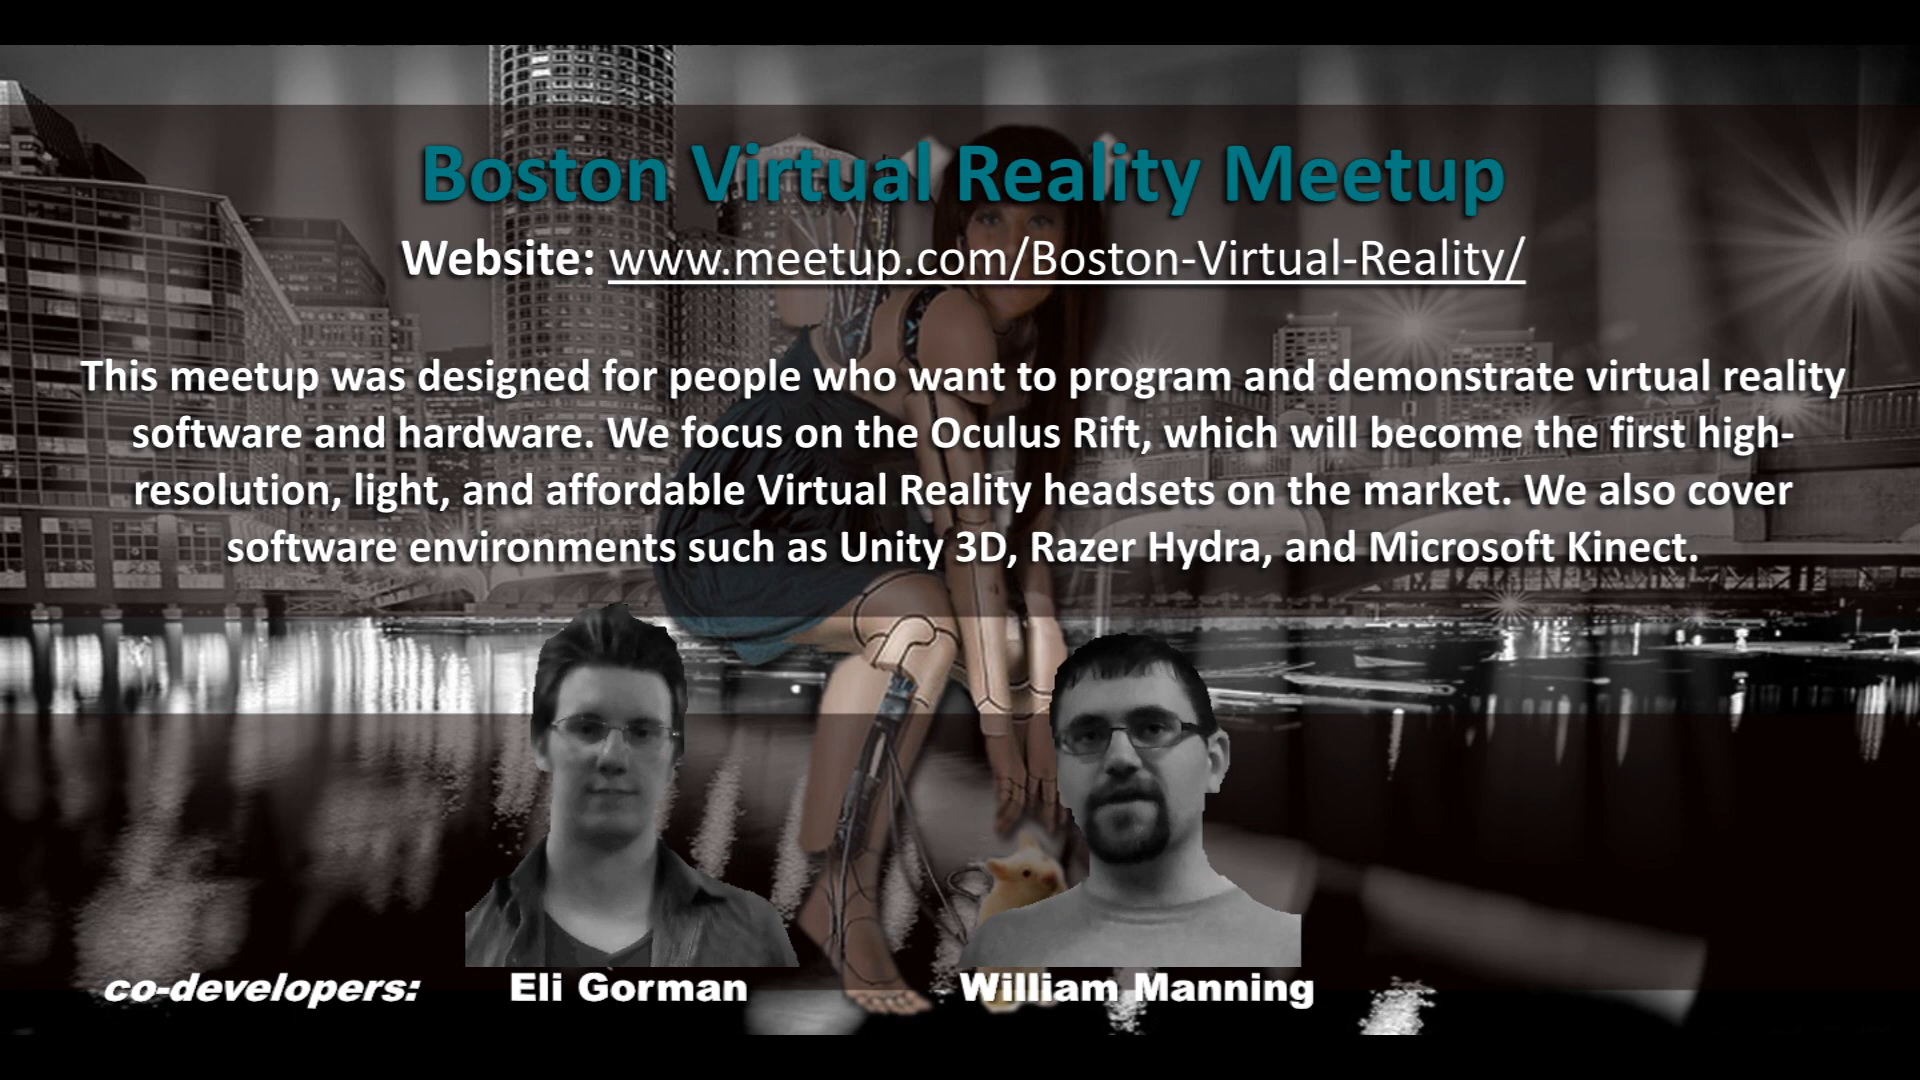 Boston Virtual Reality Meetup
Website: www.meetup.com/Boston-Virtual-Reality/
This meetup was designed for people who want to program and demonstrate virtual reality
software and hardware. We focus on the Oculus Rift, which will become the first high-
resolution, light, and affordable Virtual Reality headsets on the market. We also cover
software environments such as Unity 3D, Razer Hydra, and Microsoft Kinect.
co-developers: Eli Gorman William Manning